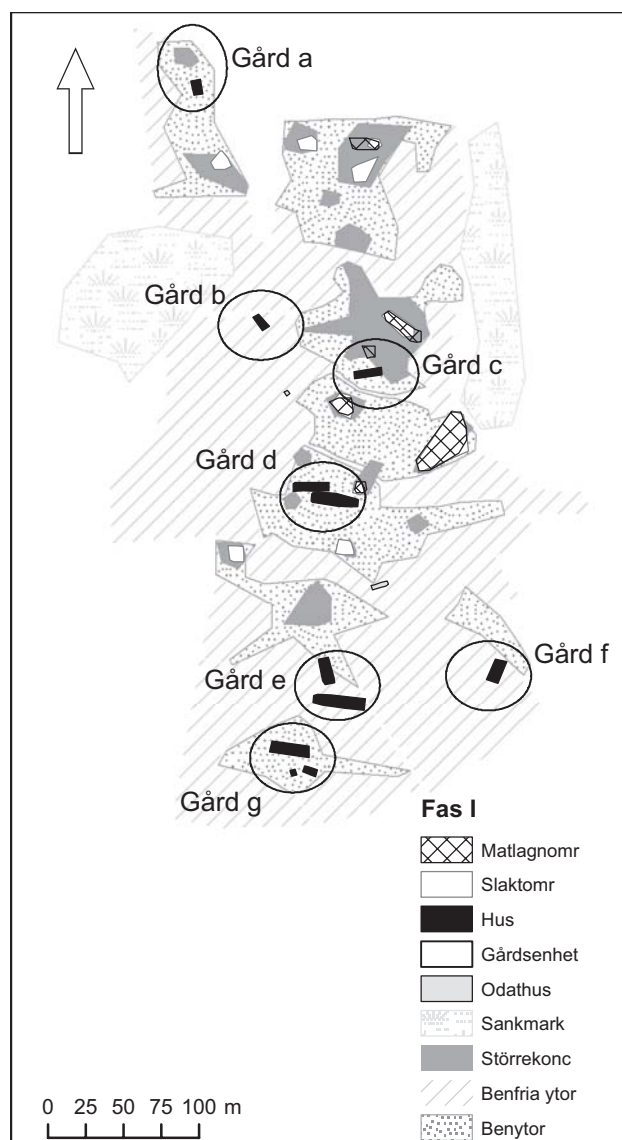 Gård a
Gård b
Gård c
Gård d
Gård e
Gård f
Gård g
Fas I
Matlagnomr
Slaktomr
Hus
Gårdsenhet
Odathus
Sankmark
Störrekonc
Benfria ytor
Benytor
0 25 50 75 100 m